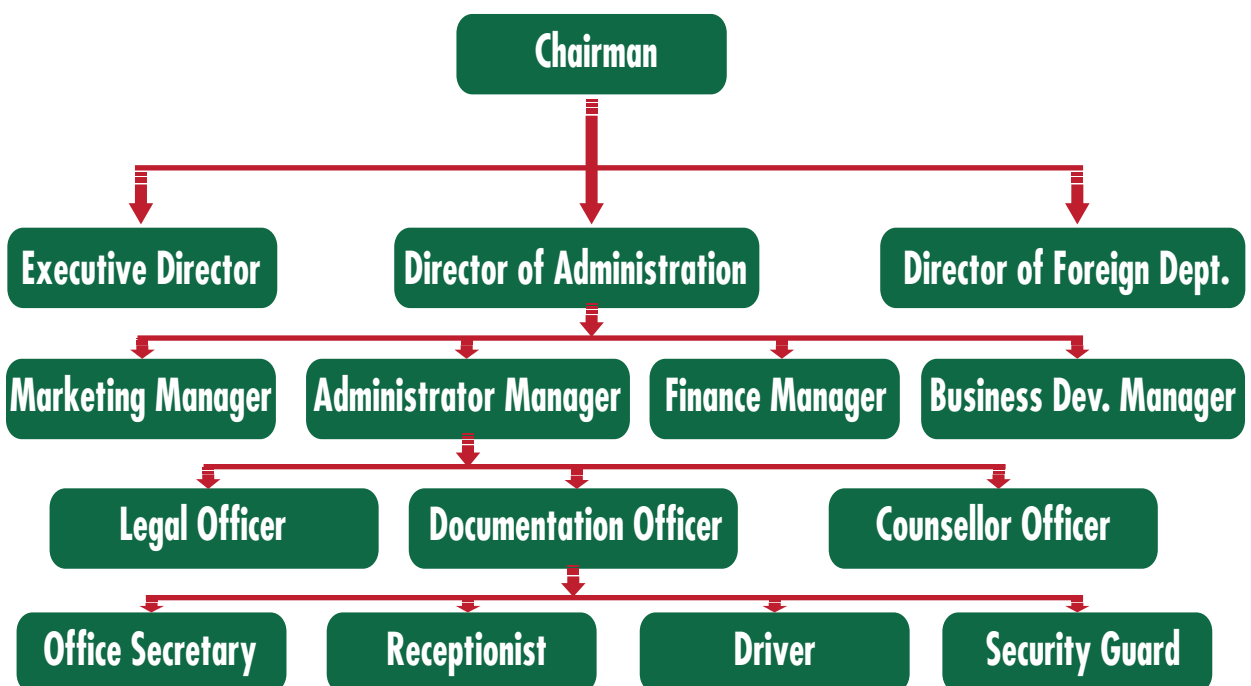 Chairman
Executive Director
Director of Administration
Director of Foreign Dept.
Marketing Manager
Administrator Manager
Finance Manager
Business Dev. Manager
Legal Officer
Documentation Officer
Counsellor Officer
Office Secretary
Receptionist
Driver
Security Guard